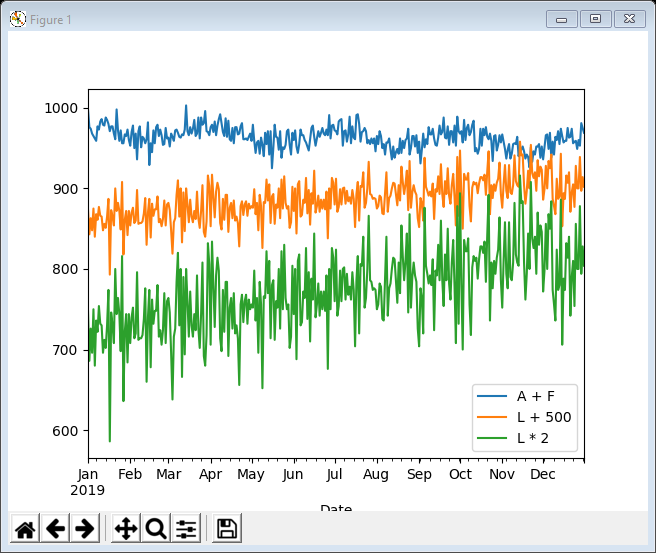 Figure 1
1000
900
800
700
600
A + F
L + 500
L * 2
Jan Feb Mar Apr May Jun Jul Aug Sep Oct Nov Dec
2019
Date